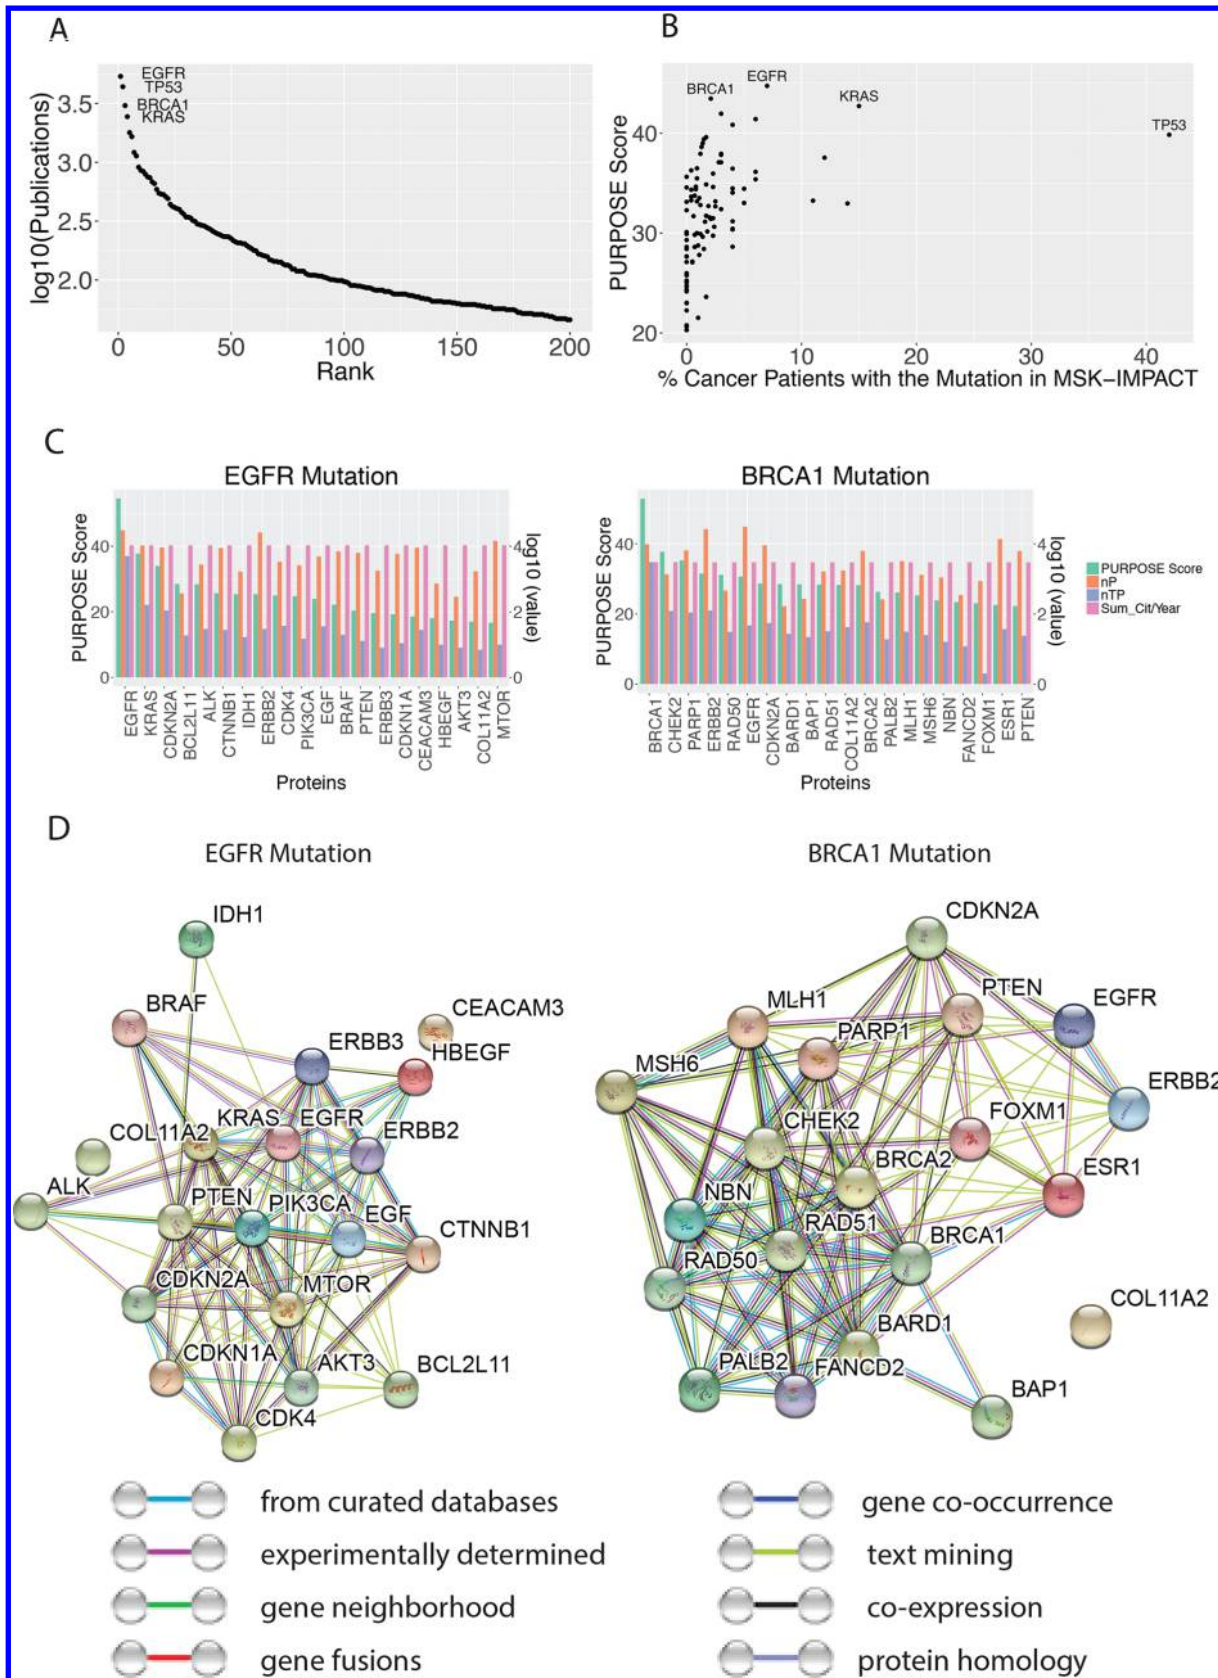 A
EGFR
TP53
BRCA1
KRAS
3.5
3.0
2.5
2.0
log10(Publications)
0 50 100 150 200
Rank
B
EGFR
BRCA1
KRAS
TP53
40
30
20
PURPOSE Score
0 10 20 30 40
% Cancer Patients with the Mutation in MSK−IMPACT
C
EGFR Mutation
PURPOSE Score
40
20
0
4
2
0
log10 (value)
EGFR
KRAS
CDKN2A
BCL2L11
ALK
CTNNB1
IDH1
ERBB2
CDK4
PIK3CA
EGF
BRAF
PTEN
ERBB3
CDKN1A
CEACAM3
HBEGF
AKT3
COL11A2
MTOR
Proteins
BRCA1 Mutation
PURPOSE Score
40
20
0
4
2
0
log10 (value)
BRCA1
CHEK2
PARP1
ERBB2
RAD50
EGFR
CDKN2A
BARD1
BAP1
RAD51
COL11A2
BRCA2
PALB2
MLH1
MSH6
NBN
FANCD2
FOXM1
ESR1
PTEN
Proteins
PURPOSE Score
nP
nTP
Sum_Cit/Year
D
EGFR Mutation
IDH1
BRAF
CEACAM3
ERBB3
HBEGF
COL11A2
KRAS
EGFR
ERBB2
ALK
PTEN
PIK3CA
EGF
CTNNB1
CDKN2A
MTOR
CDKN1A
AKT3
BCL2L11
CDK4
BRCA1 Mutation
CDKN2A
MLH1
PTEN
EGFR
PARP1
MSH6
ERBB2
CHEK2
FOXM1
BRCA2
ESR1
NBN
RAD51
BRCA1
RAD50
COL11A2
BARD1
PALB2
FANCD2
BAP1
from curated databases
experimentally determined
gene neighborhood
gene fusions
gene co-occurrence
text mining
co-expression
protein homology